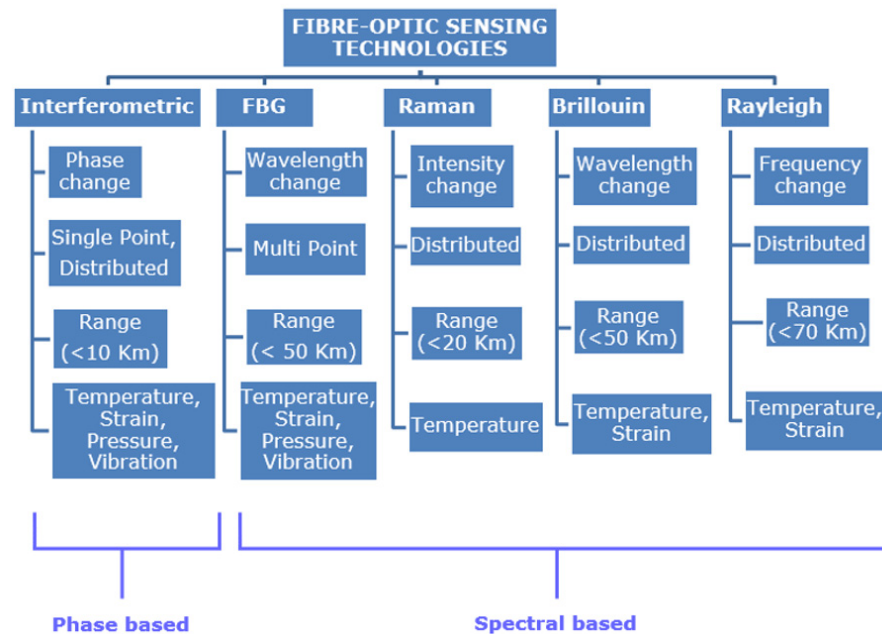 FIBRE-OPTIC SENSING
TECHNOLOGIES
Interferometric
Phase
change
Single Point,
Distributed
Range
(<10 Km)
Temperature,
Strain,
Pressure,
Vibration
FBG
Wavelength
change
Multi Point
Range
(< 50 Km)
Temperature,
Strain,
Pressure,
Vibration
Raman
Intensity
change
Distributed
Range
(<20 Km)
Temperature
Brillouin
Wavelength
change
Distributed
Range
(<50 Km)
Temperature,
Strain
Rayleigh
Frequency
change
Distributed
Range
(<70 Km)
Temperature,
Strain
Phase based
Spectral based